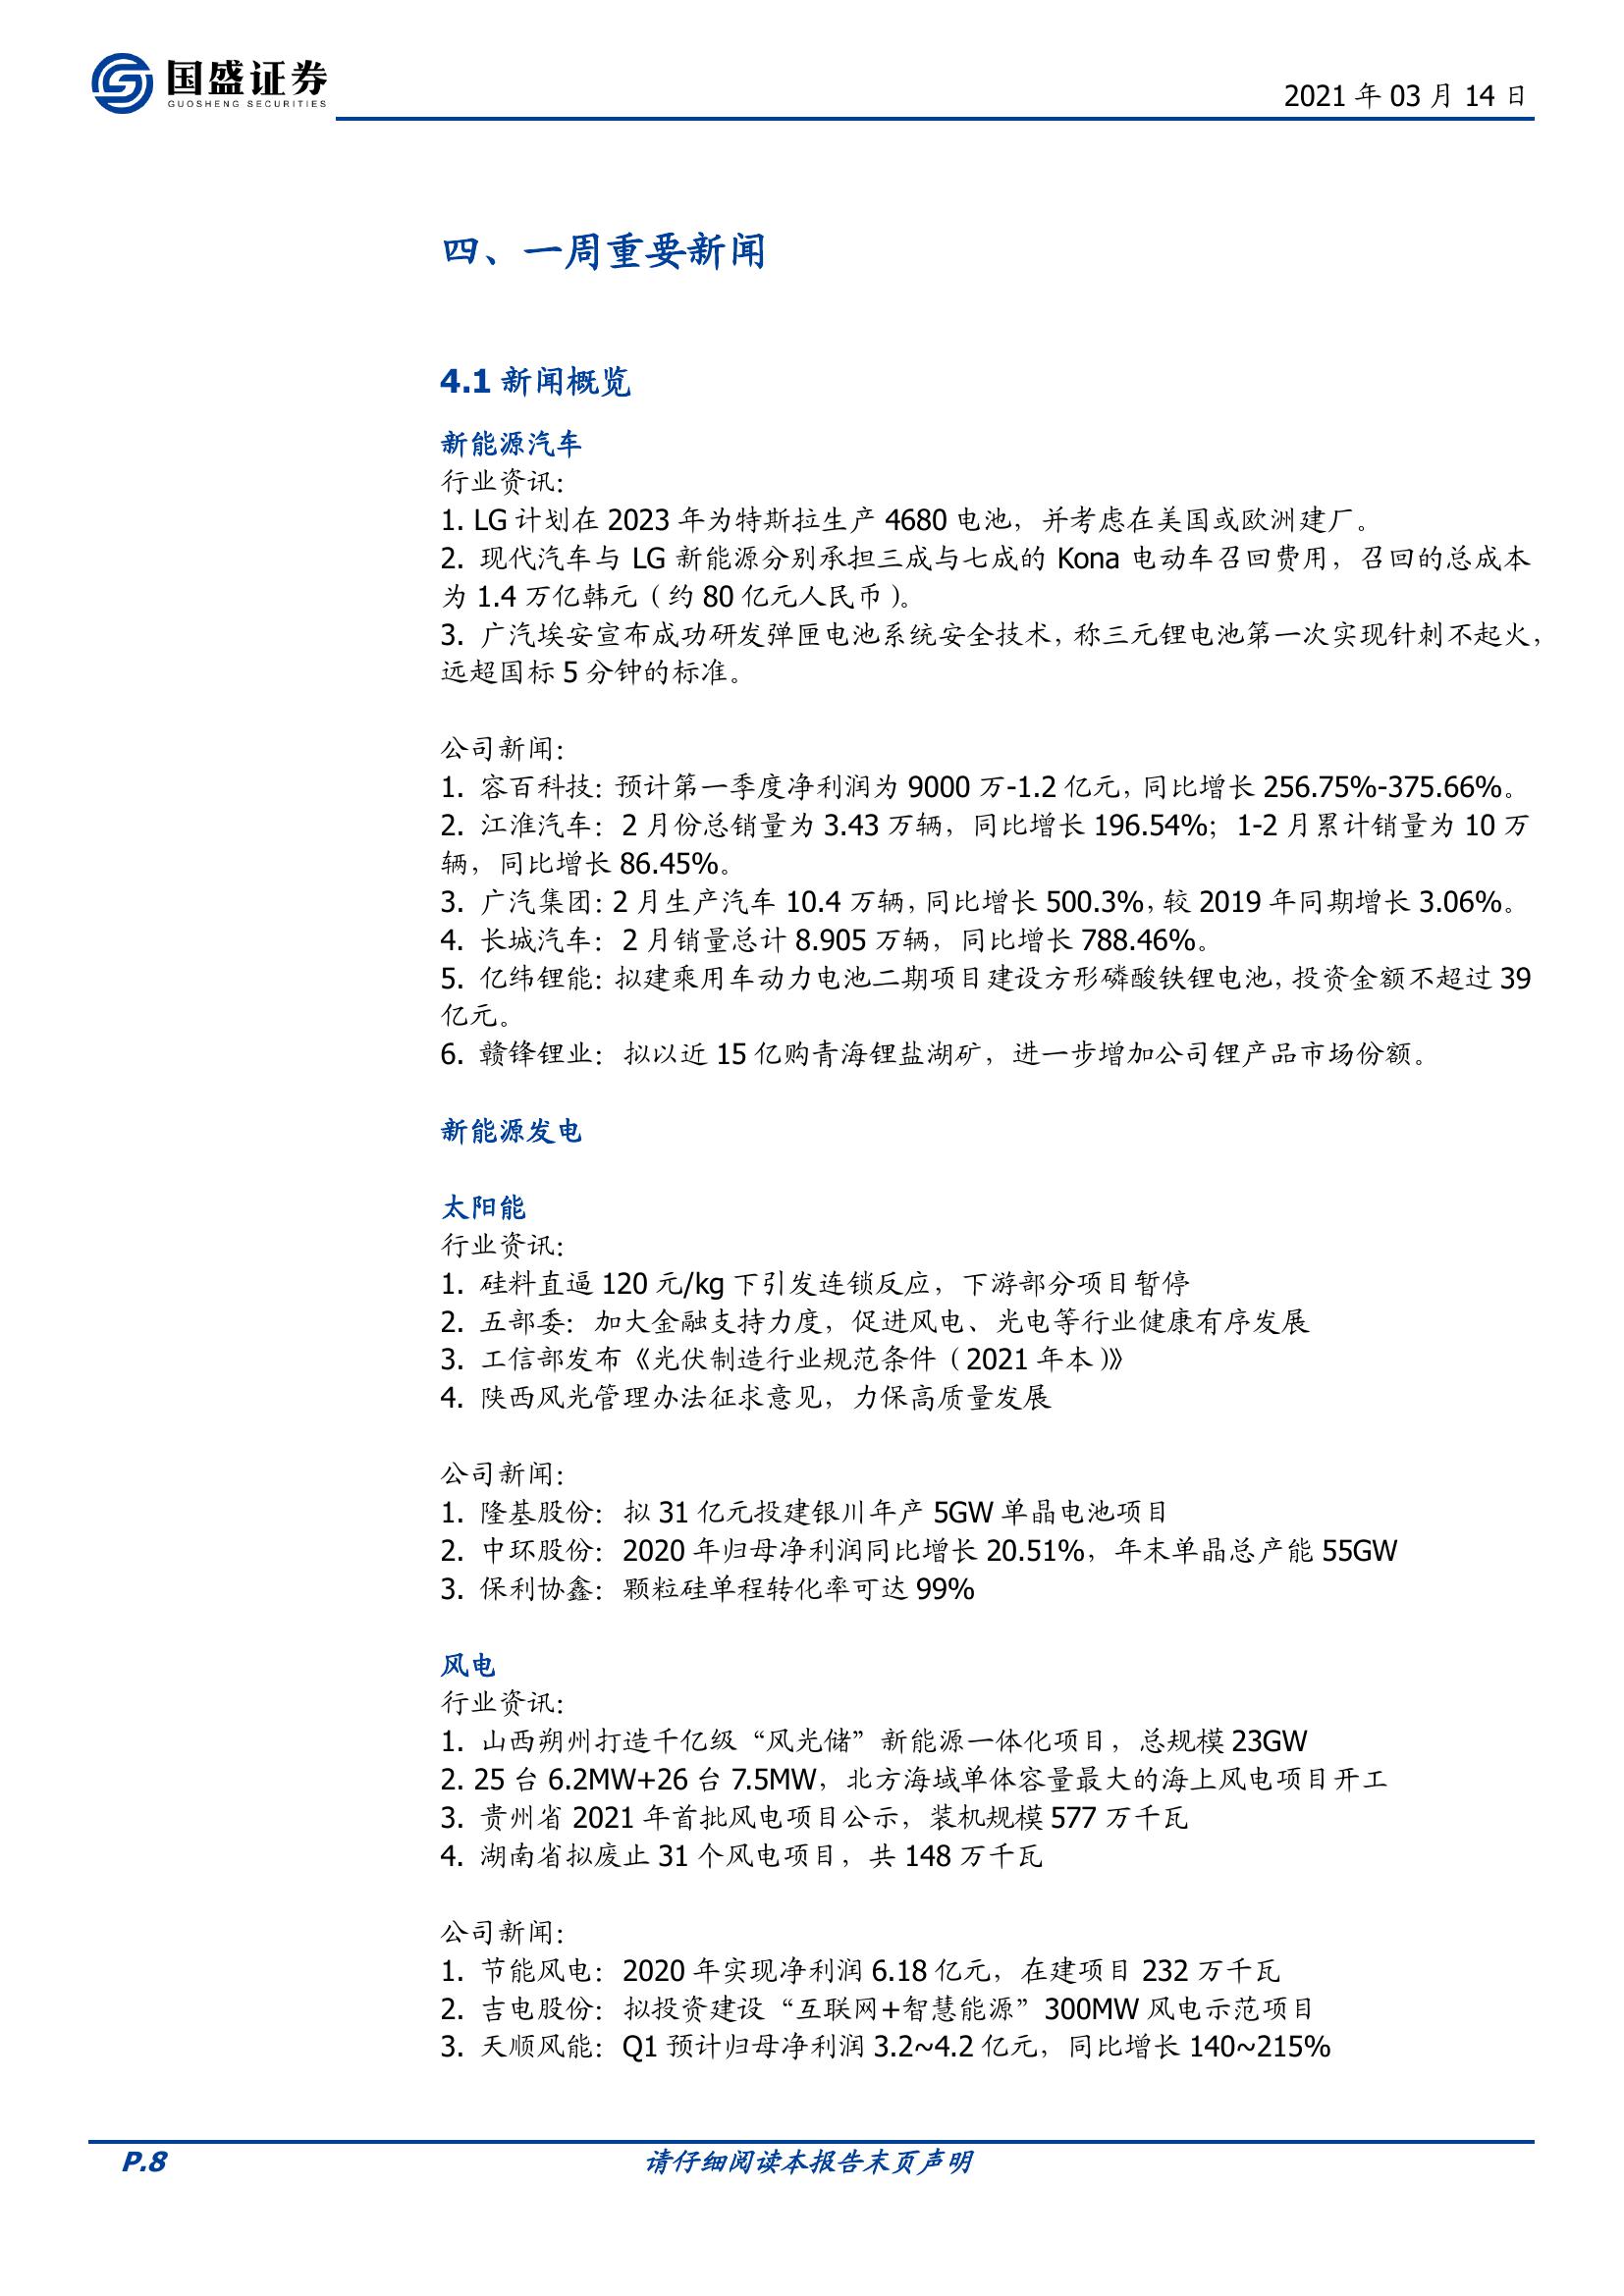 国盛证券
GUOSHENG SECURITIES
2021 年 03 月 14 日
四、一周重要新闻
4.1 新闻概览
新能源汽车
行业资讯：
1. LG 计划在 2023 年为特斯拉生产 4680 电池，并考虑在美国或欧洲建厂。
2. 现代汽车与 LG 新能源分别承担三成与七成的 Kona 电动车召回费用，召回的总成本
为 1.4 万亿韩元（约 80 亿元人民币）。
3. 广汽埃安宣布成功研发弹匣电池系统安全技术，称三元锂电池第一次实现针刺不起火，
远超国标 5 分钟的标准。
公司新闻：
1. 容百科技：预计第一季度净利润为 9000 万-1.2 亿元，同比增长 256.75%-375.66%。
2. 江淮汽车：2 月份总销量为 3.43 万辆，同比增长 196.54%；1-2 月累计销量为 10 万
辆，同比增长 86.45%。
3. 广汽集团：2 月生产汽车 10.4 万辆，同比增长 500.3%，较 2019 年同期增长 3.06%。
4. 长城汽车：2 月销量总计 8.905 万辆，同比增长 788.46%。
5. 亿纬锂能：拟建乘用车动力电池二期项目建设方形磷酸铁锂电池，投资金额不超过 39
亿元。
6. 赣锋锂业：拟以近 15 亿购青海锂盐湖矿，进一步增加公司锂产品市场份额。
新能源发电
太阳能
行业资讯：
1. 硅料直逼 120 元/kg 下引发连锁反应，下游部分项目暂停
2. 五部委：加大金融支持力度，促进风电、光电等行业健康有序发展
3. 工信部发布《光伏制造行业规范条件（2021 年本）》
4. 陕西风光管理办法征求意见，力保高质量发展
公司新闻：
1. 隆基股份：拟 31 亿元投建银川年产 5GW 单晶电池项目
2. 中环股份：2020 年归母净利润同比增长 20.51%，年末单晶总产能 55GW
3. 保利协鑫：颗粒硅单程转化率可达 99%
风电
行业资讯：
1. 山西朔州打造千亿级“风光储”新能源一体化项目，总规模 23GW
2. 25 台 6.2MW+26 台 7.5MW，北方海域单体容量最大的海上风电项目开工
3. 贵州省 2021 年首批风电项目公示，装机规模 577 万千瓦
4. 湖南省拟废止 31 个风电项目，共 148 万千瓦
公司新闻：
1. 节能风电：2020 年实现净利润 6.18 亿元，在建项目 232 万千瓦
2. 吉电股份：拟投资建设“互联网+智慧能源”300MW 风电示范项目
3. 天顺风能：Q1 预计归母净利润 3.2~4.2 亿元，同比增长 140~215%
P.8
请仔细阅读本报告末页声明